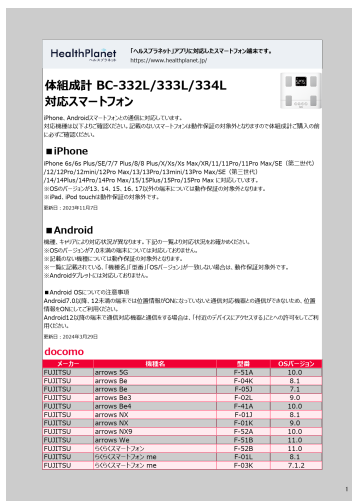 HealthPlanet
ヘルスプラネット
「ヘルスプラネット」アプリに対応したスマートフォン端末です。
https://www.healthplanet.jp/
体組成計 BC-332L/333L/334L
対応スマートフォン
iPhone、Androidスマートフォンとの通信に対応しています。
対応機種は以下よりご確認ください。記載のないスマートフォンは動作保証の対象外となりますので体組成計ご購入の前
に必ずご確認ください。
■iPhone
iPhone 6s/6s Plus/SE/7/7 Plus/8/8 Plus/X/Xs/Xs Max/XR/11/11Pro/11Pro Max/SE（第二世代）
/12/12Pro/12mini/12Pro Max/13/13Pro/13mini/13Pro Max/SE（第三世代）
/14/14Plus/14Pro/14Pro Max/15/15Plus/15Pro/15Pro Max に対応しています。
※OSのバージョンが13、14、15、16、17以外の端末については動作保証の対象外となります。
※iPad、iPod touchは動作保証の対象外です。
更新日：2023年11月7日
■Android
機種、キャリアにより対応状況が異なります。下記の一覧より対応状況をお確かめください。
※OSのバージョンが7.0未満の端末については対応しておりません。
※記載のない機種については動作保証の対象外となります。
※一覧に記載されている、「機種名」「型番」「OSバージョン」が一致しない場合は、動作保証対象外です。
※Androidタブレットには対応しておりません。
■Android OSについての注意事項
Android7.0以降、12未満の端末では位置情報がONになっていないと通信対応機器との通信ができないため、位置
情報をONにしてご利用ください。
Android12以降の端末で通信対応機器と通信をする場合は、「付近のデバイスにアクセスする」ことへの許可をしてご利
用ください。
更新日：2024年3月29日
docomo
メーカー 機種名 型番 OSバージョン
FUJITSU arrows 5G F-51A 10.0
FUJITSU arrows Be F-04K 8.1
FUJITSU arrows Be F-05J 7.1
FUJITSU arrows Be3 F-02L 9.0
FUJITSU arrows Be4 F-41A 10.0
FUJITSU arrows NX F-01J 8.1
FUJITSU arrows NX F-01K 9.0
FUJITSU arrows NX9 F-52A 10.0
FUJITSU arrows We F-51B 11.0
FUJITSU らくらくスマートフォン F-52B 11.0
FUJITSU らくらくスマートフォン me F-01L 8.1
FUJITSU らくらくスマートフォン me F-03K 7.1.2
1